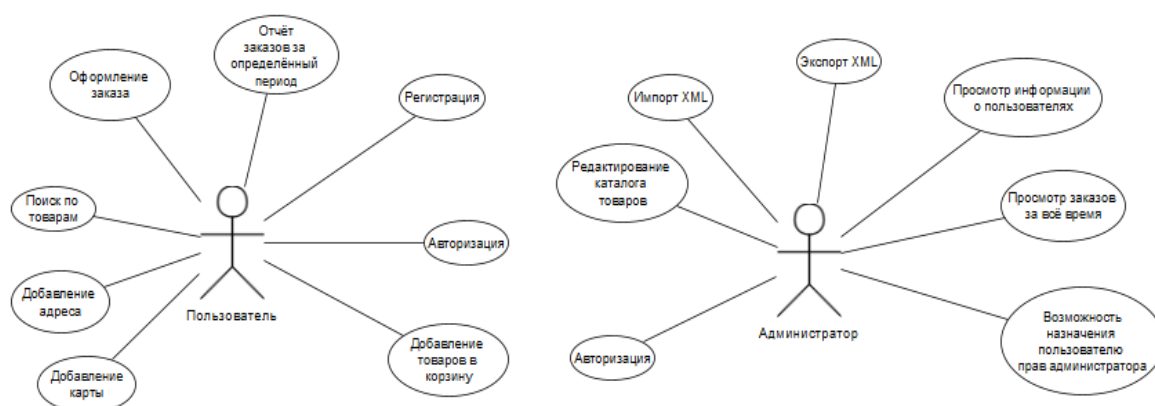 Отчёт
заказов за
определённый
период
Оформление
заказа
Регистрация
Поиск по
товарам
Авторизация
Добавление
адреса
Пользователь
Добавление
товаров в
корзину
Добавление
карты
Экспорт XML
Импорт XML
Просмотр информации
о пользователях
Редактирование
каталога
товаров
Просмотр заказов
за всё время
Администратор
Возможность
назначения
пользователю
прав администратора
Авторизация